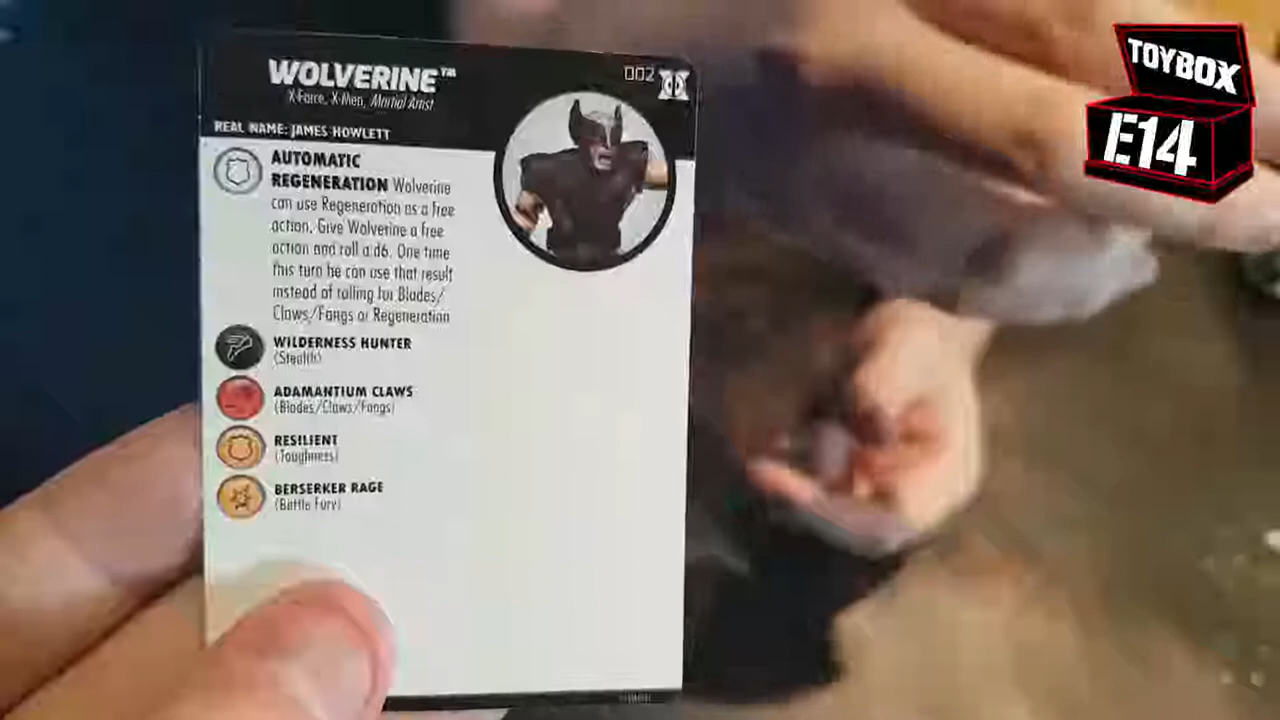 WOLVERINE™
X-Force, X-Men, Martial Artist
002
REAL NAME: JAMES HOWLETT
AUTOMATIC
REGENERATION Wolverine
can use Regeneration as a free
action. Give Wolverine a free
action and roll a d6. One time
this turn he can use that result
instead of rolling for Blades/
Claws/Fangs or Regeneration
WILDERNESS HUNTER
(Stealth)
ADAMANTIUM CLAWS
(Blades/Claws/Fangs)
RESILIENT
(Toughness)
BERSERKER RAGE
(Battle Fury)
TOYBOX
E14